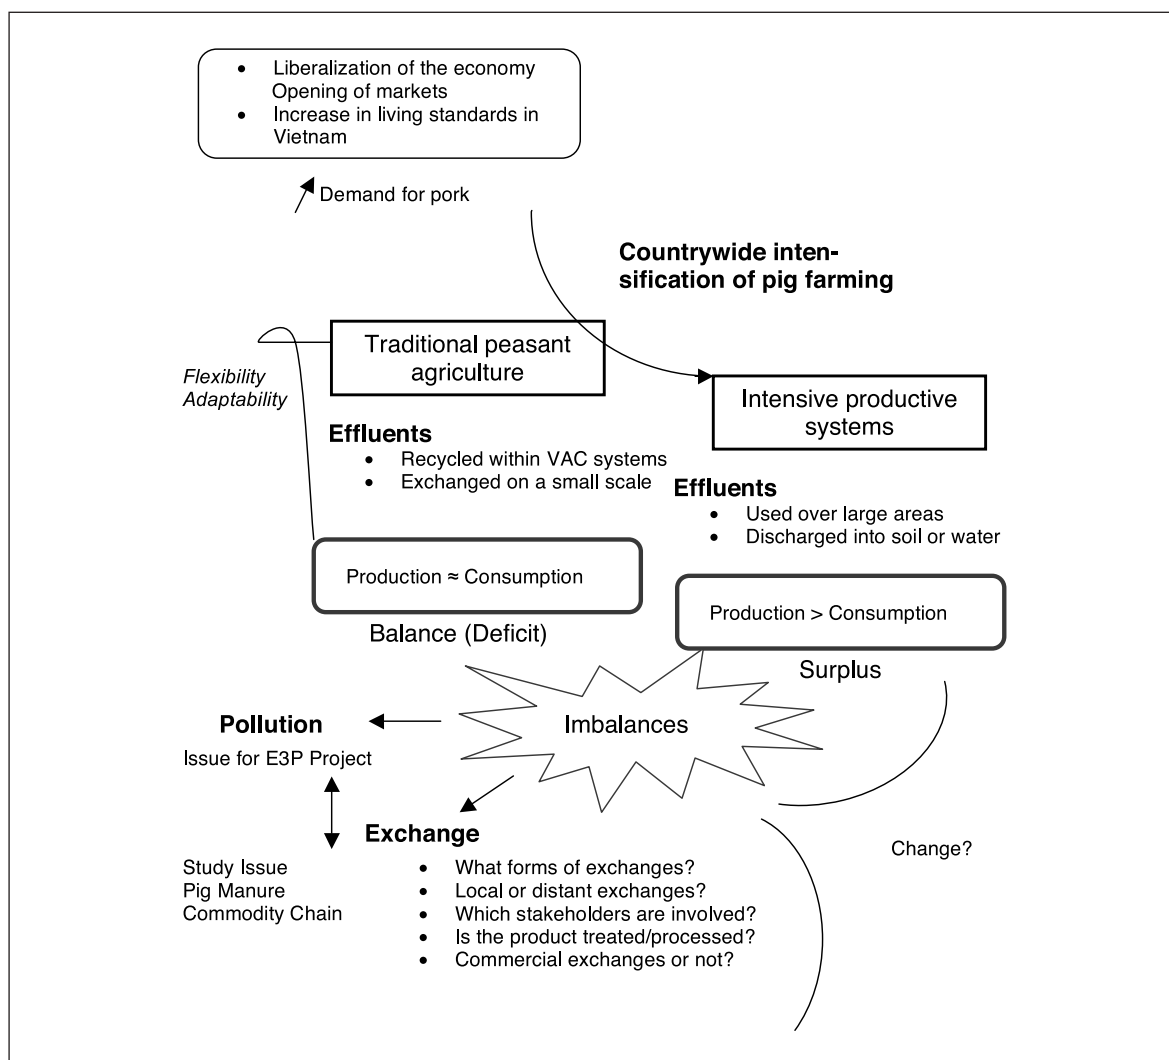 • Liberalization of the economy
Opening of markets
• Increase in living standards in
Vietnam
Demand for pork
Countrywide inten-
sification of pig farming
Traditional peasant
agriculture
Flexibility
Adaptability
Intensive productive
systems
Effluents
• Recycled within VAC systems
• Exchanged on a small scale
Effluents
• Used over large areas
• Discharged into soil or water
Production ≈ Consumption
Balance (Deficit)
Production > Consumption
Surplus
Imbalances
Pollution
Issue for E3P Project
Exchange
• What forms of exchanges?
• Local or distant exchanges?
• Which stakeholders are involved?
• Is the product treated/processed?
• Commercial exchanges or not?
Study Issue
Pig Manure
Commodity Chain
Change?